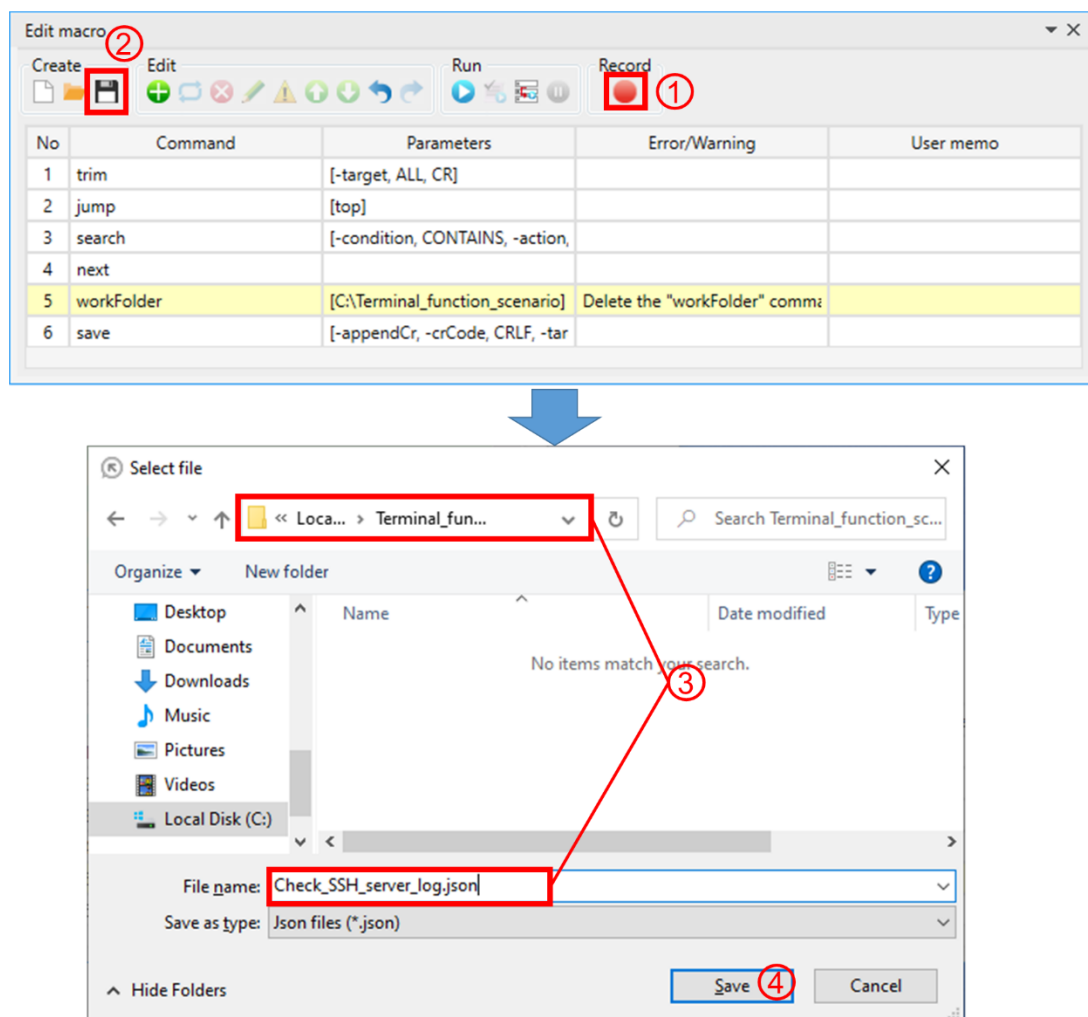 Edit macro
②
Create Edit Run Record
①
No Command Parameters Error/Warning User memo
1 trim [-target, ALL, CR]
2 jump [top]
3 search [-condition, CONTAINS, -action,
4 next
5 workFolder [C:\Terminal_function_scenario] Delete the "workFolder" comma
6 save [-appendCr, -crCode, CRLF, -tar
Select file
« Loca... › Terminal_fun... Search Terminal_function_sc...
Organize New folder
Name Date modified Type
Desktop
Documents
No items match your search.
Downloads
③
Music
Pictures
Videos
Local Disk (C:)
File name: Check_SSH_server_log.json
Save as type: Json files (*.json)
Hide Folders Save ④ Cancel